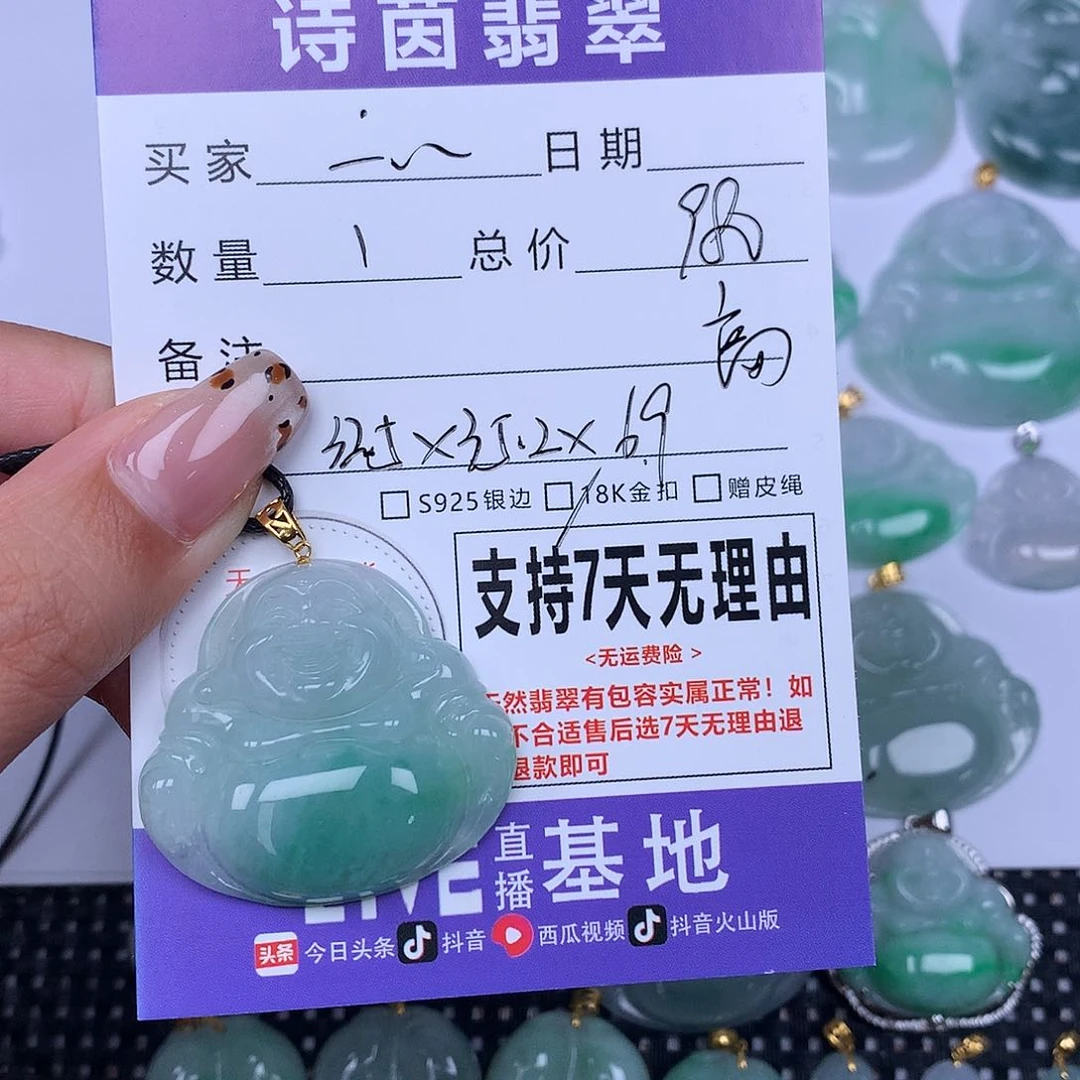 诗茵翡翠
买家 日期
数量 1 总价
备注
S925银边 18K金扣 赠皮绳
支持7天无理由
<无运费险 >
天然翡翠有包容实属正常！如
不合适售后选7天无理由退
退款即可
LIVE 直播 基地
头条 今日头条 抖音 西瓜视频 抖音火山版